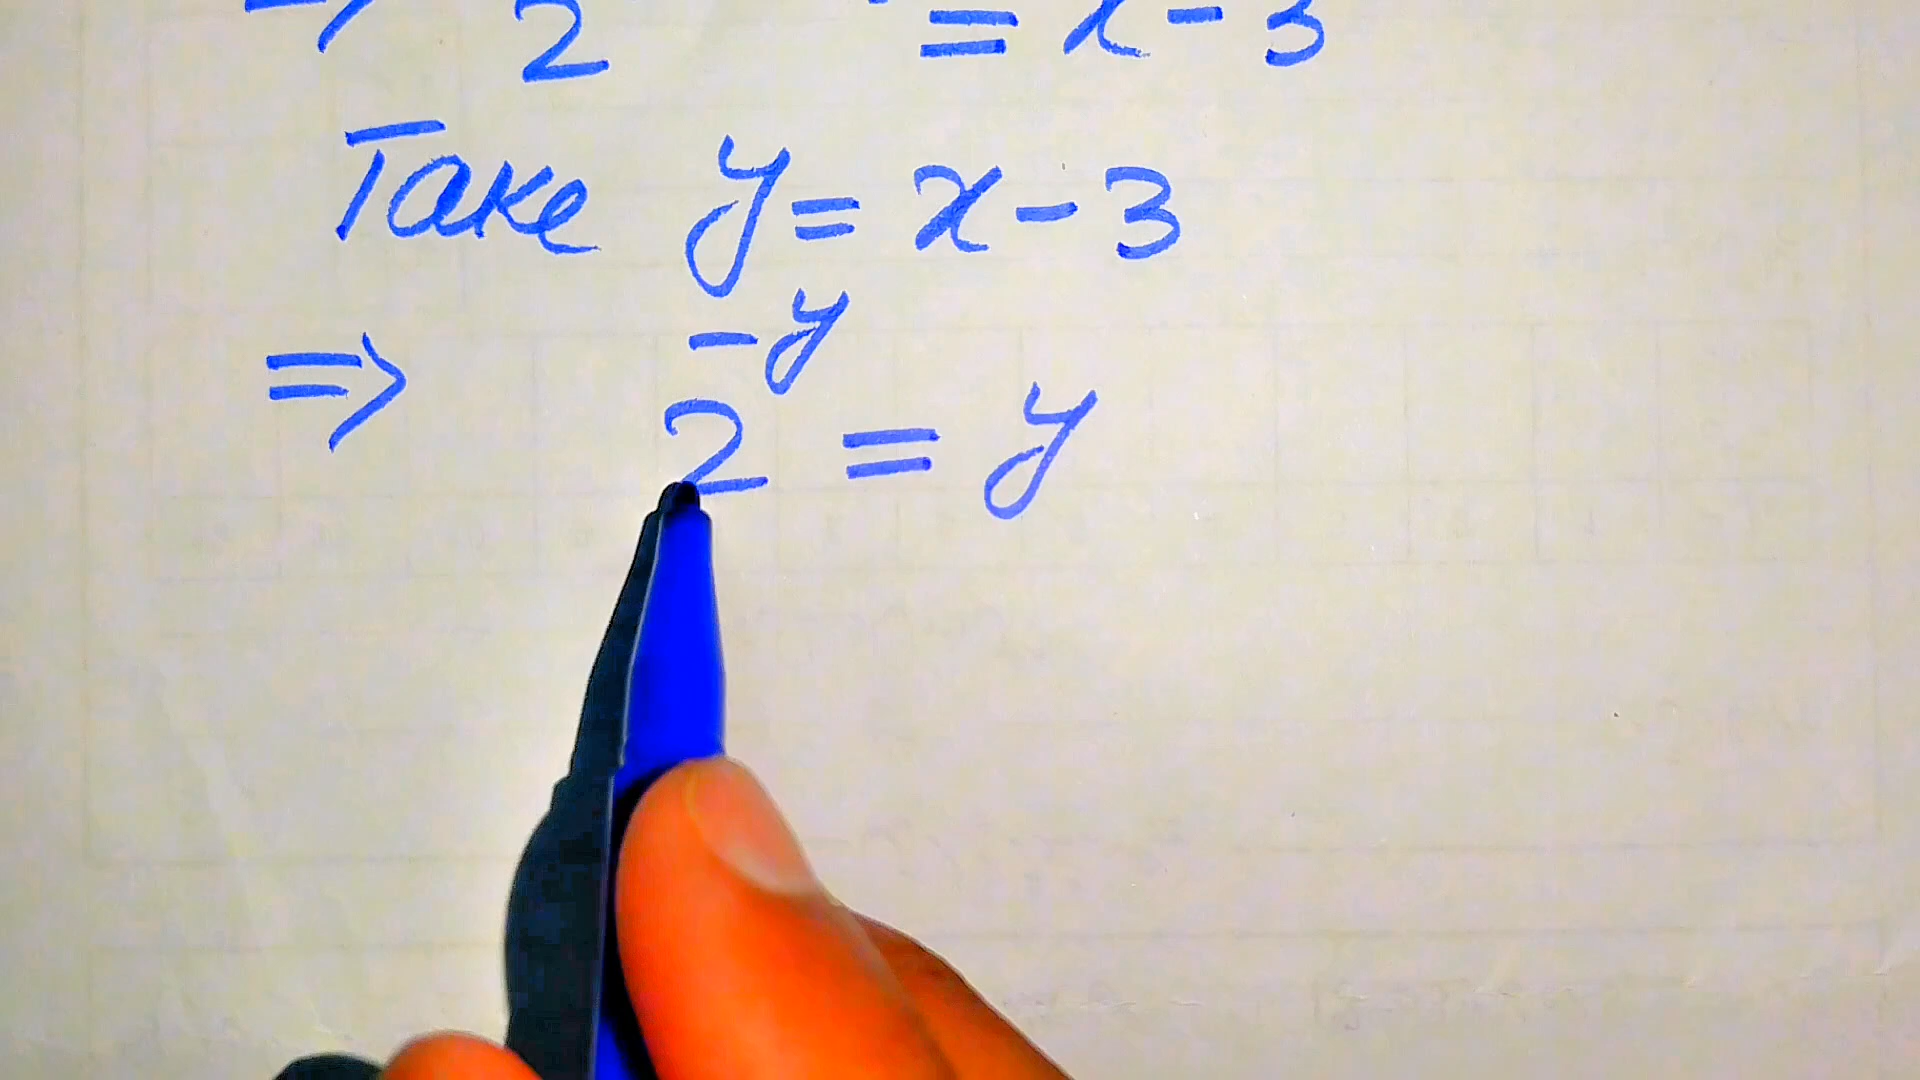 ⇒ 2 = x - 3
Take y = x - 3
⇒ 2^{-y} = y